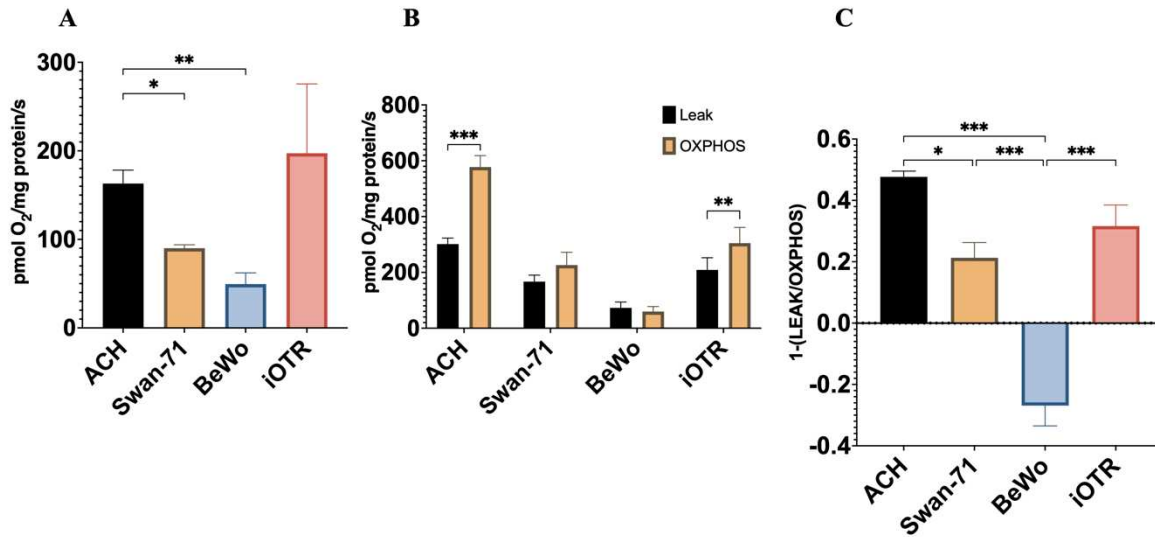 A
B
C
pmol O₂/mg protein/s
300
200
100
0
**
*
ACH
Swan-71
BeWo
iOTR
pmol O₂/mg protein/s
800
600
400
200
0
Leak
OXPHOS
***
**
ACH
Swan-71
BeWo
iOTR
1-(LEAK/OXPHOS)
0.6
0.4
0.2
0.0
-0.2
-0.4
***
* *** ***
ACH
Swan-71
BeWo
iOTR